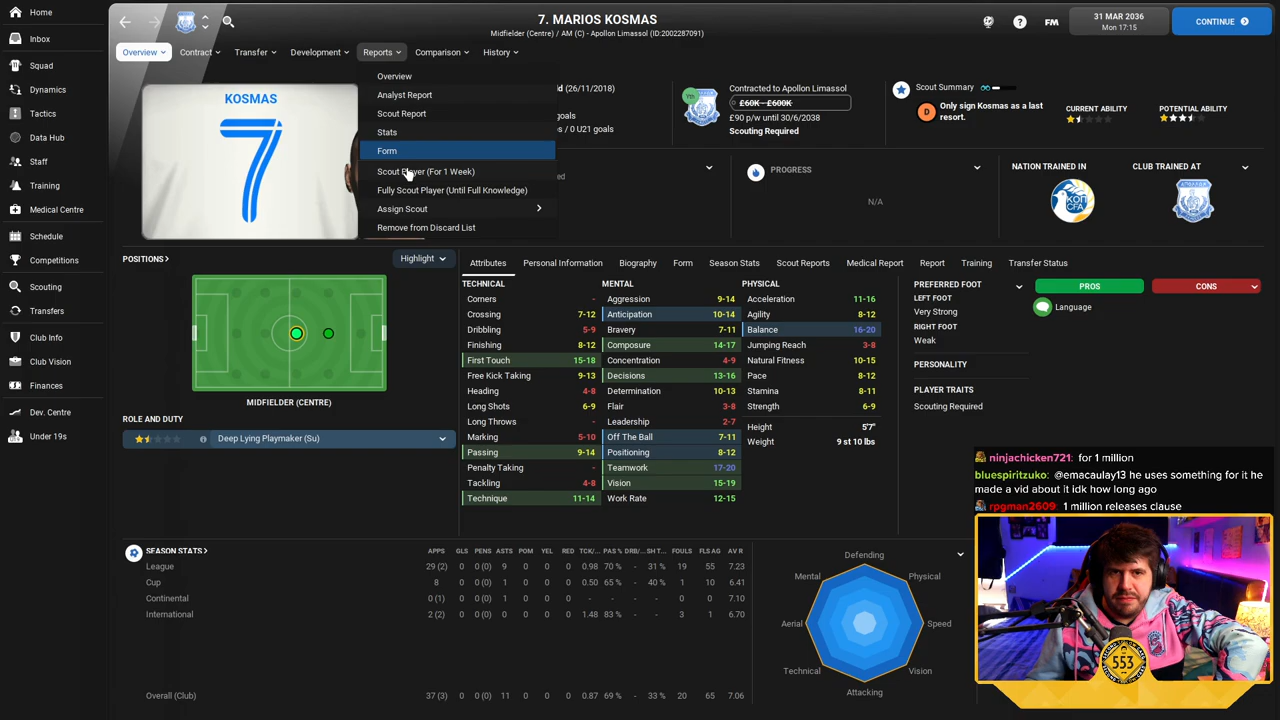 Home
Inbox
Squad
Dynamics
Tactics
Data Hub
Staff
Training
Medical Centre
Schedule
Competitions
Scouting
Transfers
Club Info
Club Vision
Finances
Dev. Centre
Under 19s
7. MARIOS KOSMAS
Midfielder (Centre) / AM (C) - Apollon Limassol (ID:2002287091)
FM
31 MAR 2036
Mon 17:15
CONTINUE
Overview
Contract
Transfer
Development
Reports
Comparison
History
KOSMAS
7
Overview
Analyst Report
Scout Report
Stats
Form
Scout Player (For 1 Week)
Fully Scout Player (Until Full Knowledge)
Assign Scout
Remove from Discard List
(26/11/2018)
/ 0 U21 goals
Yth
Contracted to Apollon Limassol
£60K - £600K
£90 p/w until 30/6/2038
Scouting Required
Scout Summary
D
Only sign Kosmas as a last
resort.
CURRENT ABILITY
POTENTIAL ABILITY
PROGRESS
N/A
NATION TRAINED IN
CLUB TRAINED AT
POSITIONS
Highlight
MIDFIELDER (CENTRE)
ROLE AND DUTY
Deep Lying Playmaker (Su)
Attributes
Personal Information
Biography
Form
Season Stats
Scout Reports
Medical Report
Report
Training
Transfer Status
TECHNICAL
Corners -
Crossing 7-12
Dribbling 5-9
Finishing 8-12
First Touch 15-18
Free Kick Taking 9-13
Heading 4-8
Long Shots 6-9
Long Throws -
Marking 5-10
Passing 9-14
Penalty Taking -
Tackling 4-8
Technique 11-14
MENTAL
Aggression 9-14
Anticipation 10-14
Bravery 7-11
Composure 14-17
Concentration 4-9
Decisions 13-16
Determination 10-13
Flair 3-8
Leadership 2-7
Off The Ball 7-11
Positioning 8-12
Teamwork 17-20
Vision 15-19
Work Rate 12-15
PHYSICAL
Acceleration 11-16
Agility 8-12
Balance 16-20
Jumping Reach 3-8
Natural Fitness 10-15
Pace 8-12
Stamina 8-11
Strength 6-9
Height 5'7"
Weight 9 st 10 lbs
PREFERRED FOOT
LEFT FOOT
Very Strong
RIGHT FOOT
Weak
PERSONALITY
PLAYER TRAITS
Scouting Required
PROS
CONS
Language
ninjachicken721: for 1 million
bluespiritzuko: @emacaulay13 he uses something for it he
made a vid about it idk how long ago
rpgman2609: 1 million releases clause
SEASON STATS
APPS GLS PENS ASTS POM YEL RED TCK/... PAS % DRB/... SH T... FOULS FLS AG AV R
League 29 (2) 0 0 (0) 9 0 0 0 0.98 70 % - 31 % 19 55 7.23
Cup 8 0 0 (0) 1 0 0 0 0.50 65 % - 40 % 1 10 6.41
Continental 0 (1) 0 0 (0) 1 0 0 0 - - - - 0 0 7.10
International 2 (2) 0 0 (0) 0 0 0 0 1.48 83 % - - 3 1 6.70
Overall (Club) 37 (3) 0 0 (0) 11 0 0 0 0.87 69 % - 33 % 20 65 7.06
Defending
Physical
Speed
Vision
Attacking
Technical
Aerial
Mental
553